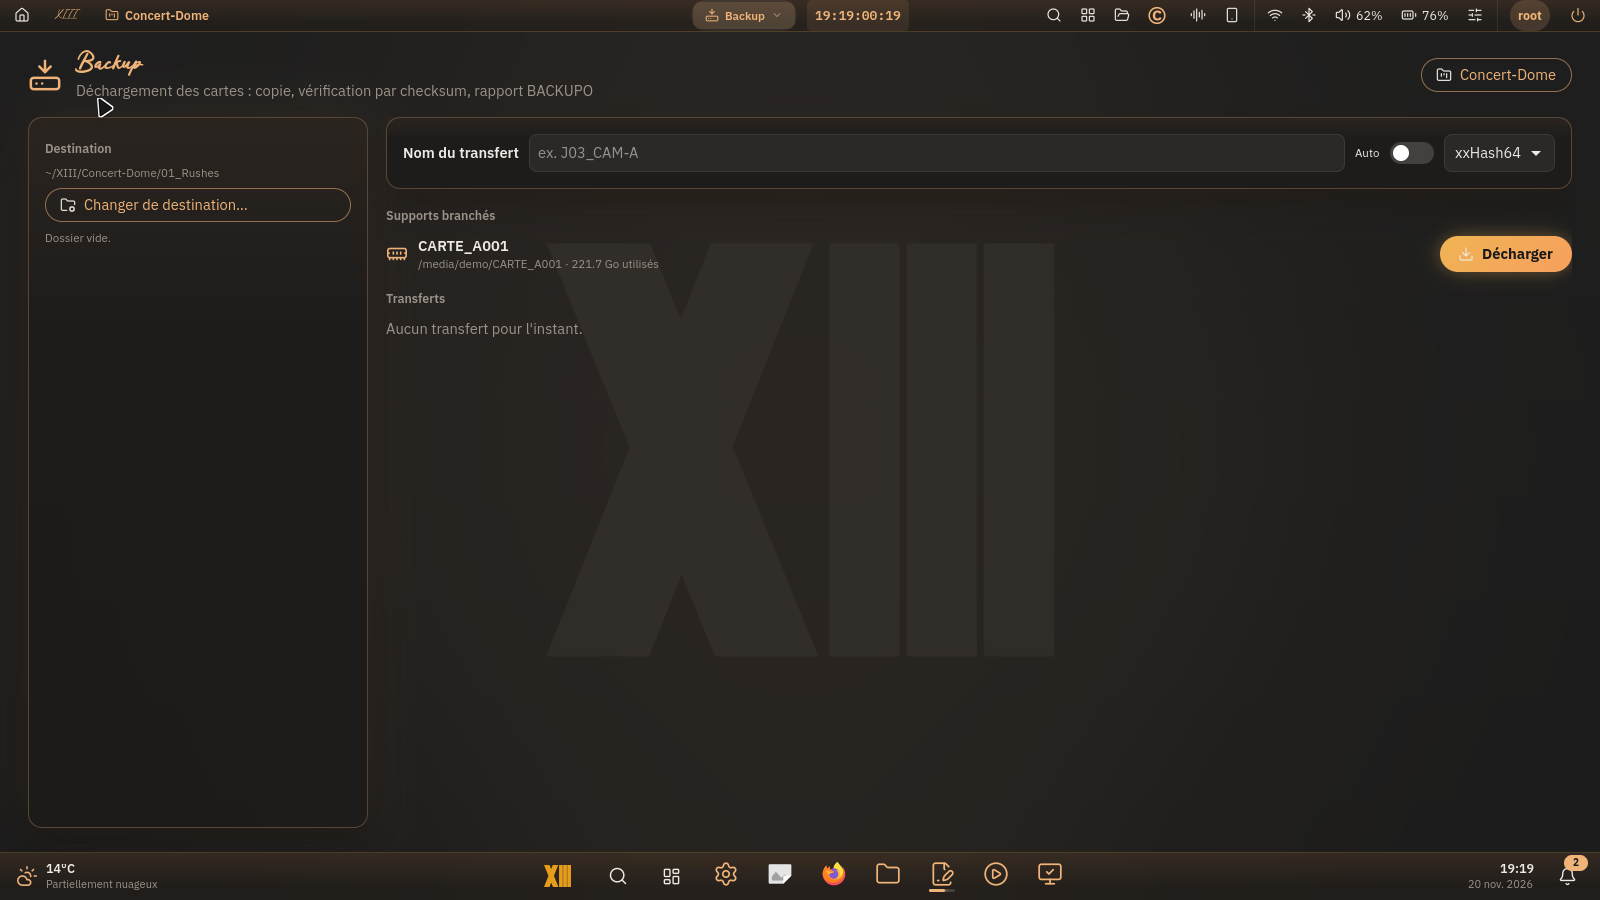 XIII Concert-Dome Backup 19:19:00:19 62% 76% root
Backup
Déchargement des cartes : copie, vérification par checksum, rapport BACKUPO
Concert-Dome
Destination
~/XIII/Concert-Dome/01_Rushes
Changer de destination...
Dossier vide.
Nom du transfert ex. J03_CAM-A Auto xxHash64
Supports branchés
CARTE_A001
/media/demo/CARTE_A001 · 221.7 Go utilisés
Décharger
Transferts
Aucun transfert pour l'instant.
XIII
14°C
Partiellement nuageux
XIII
19:19
20 nov. 2026
2